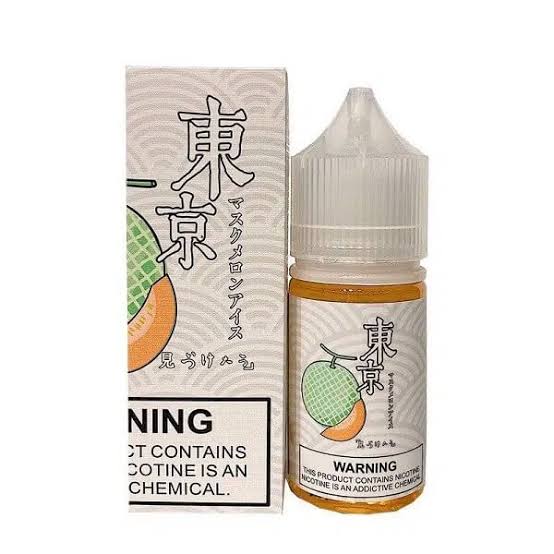 東京
マスクメロンアイス
NING
CT CONTAINS
COTINE IS AN
CHEMICAL.
東京
WARNING
THIS PRODUCT CONTAINS NICOTINE
NICOTINE IS AN ADDICTIVE CHEMICAL